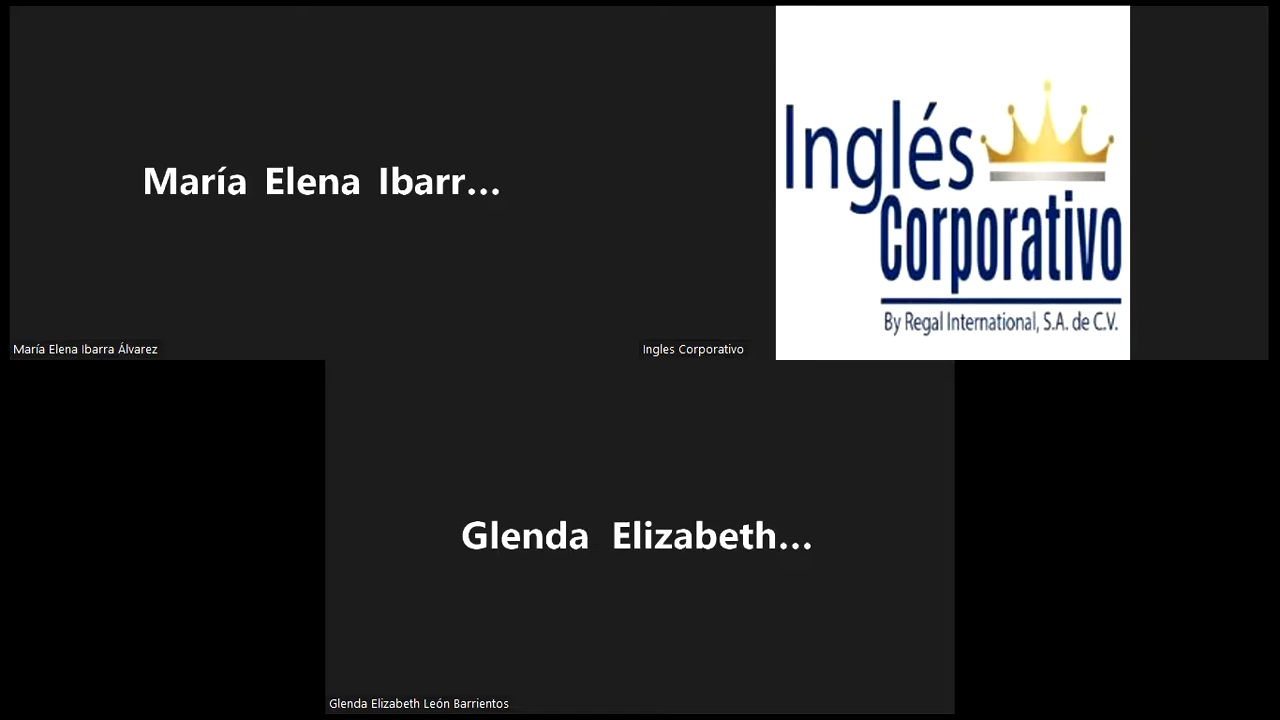 María Elena Ibarr...
María Elena Ibarra Álvarez
Inglés
Corporativo
By Regal International, S.A. de C.V.
Ingles Corporativo
Glenda Elizabeth...
Glenda Elizabeth León Barrientos